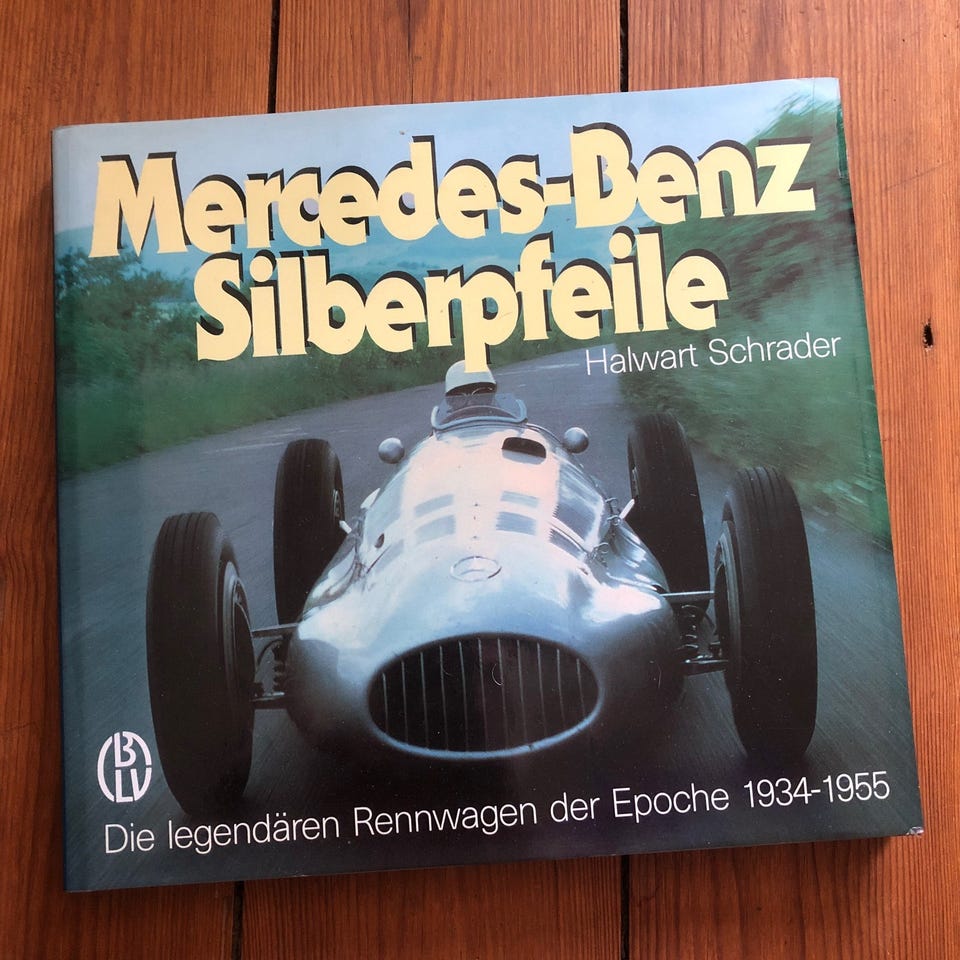 Mercedes-Benz
Silberpfeile
Halwart Schrader
BLV
Die legendären Rennwagen der Epoche 1934-1955